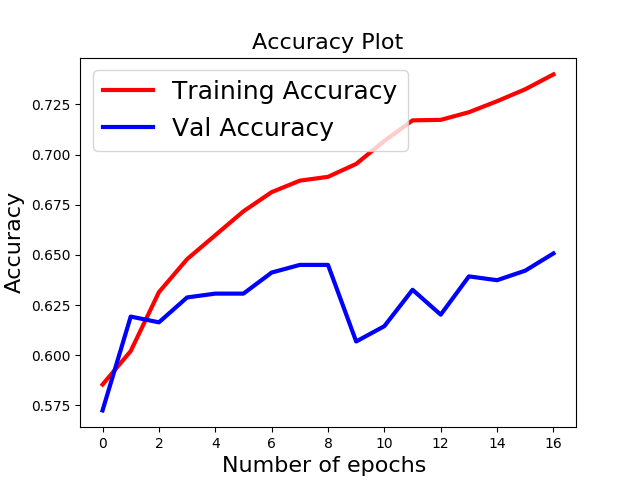 Accuracy Plot
Training Accuracy
Val Accuracy
Accuracy
0.725
0.700
0.675
0.650
0.625
0.600
0.575
0 2 4 6 8 10 12 14 16
Number of epochs